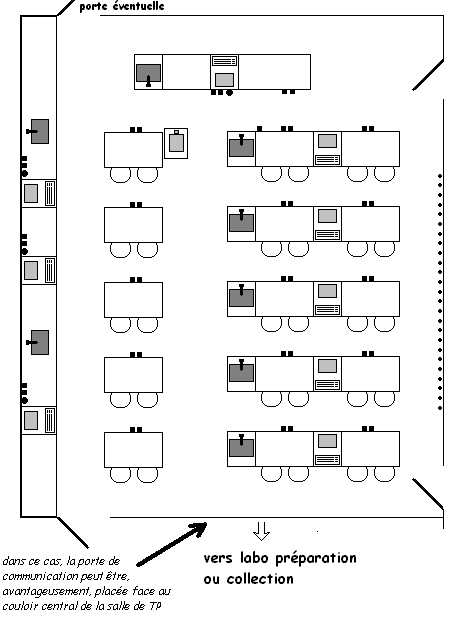 porte éventuelle
vers labo préparation
ou collection
dans ce cas, la porte de
communication peut être,
avantageusement, placée face au
couloir central de la salle de TP